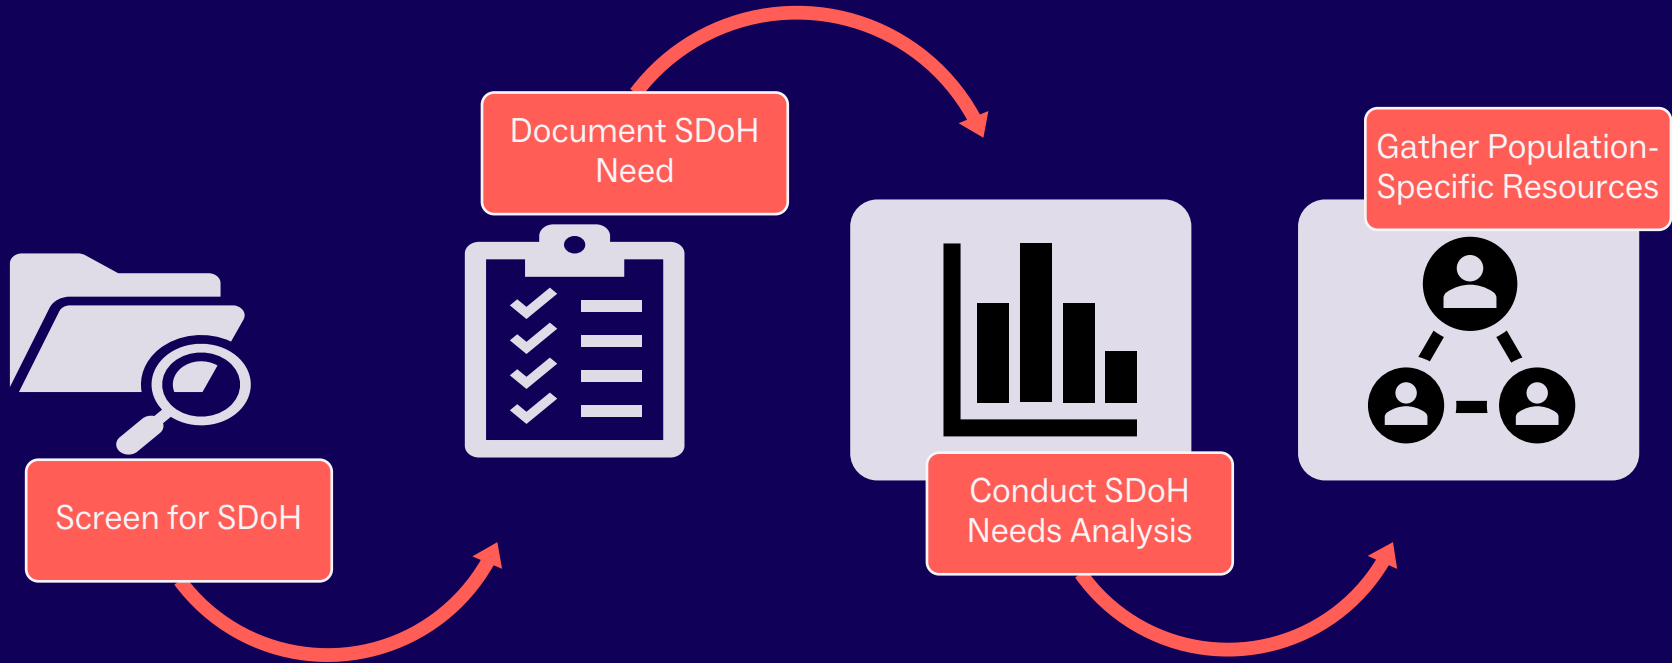 Screen for SDoH
Document SDoH
Need
Conduct SDoH
Needs Analysis
Gather Population-
Specific Resources